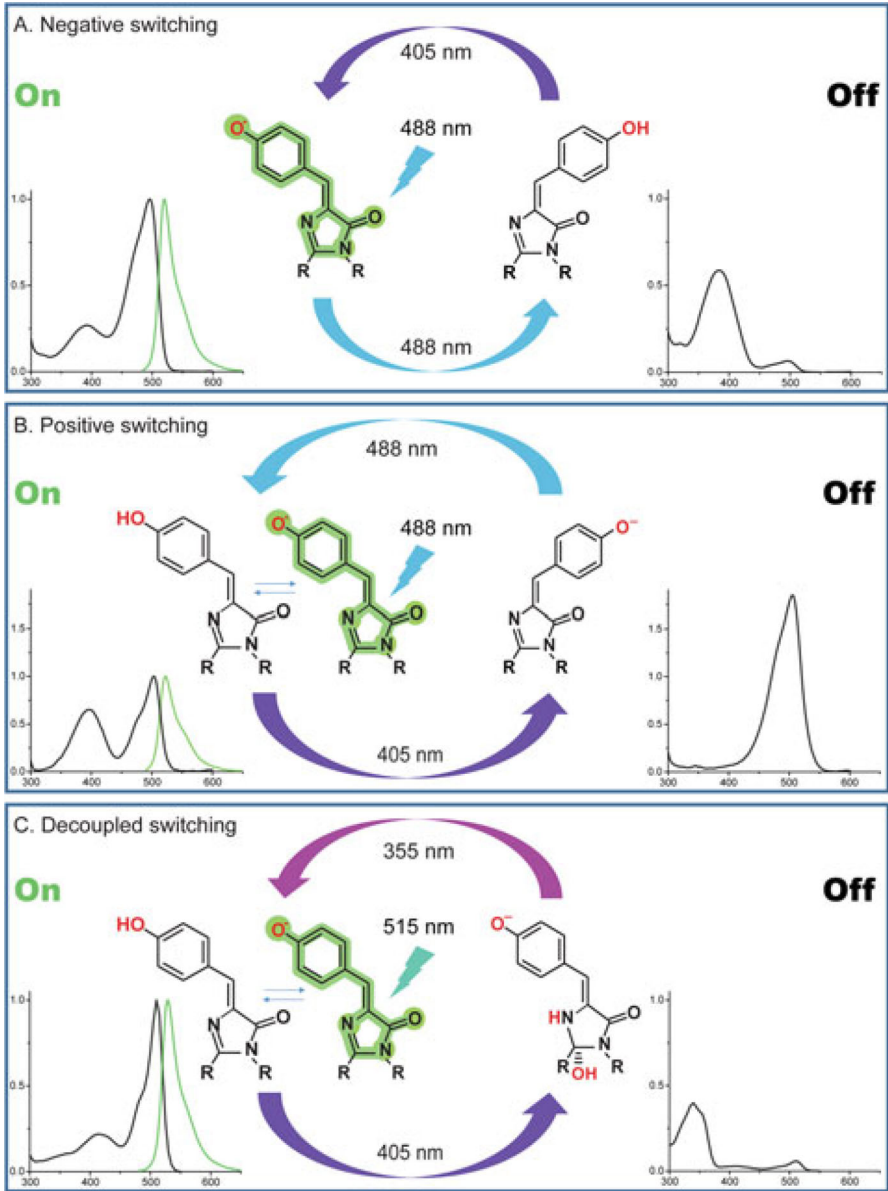 A. Negative switching
405 nm
On
Off
488 nm
O-
OH
N
O
N
R
R
N
O
N
R
R
488 nm
1.0
0.5
0.0
300
400
500
600
1.0
0.5
0.0
300
400
500
600
B. Positive switching
488 nm
On
Off
HO
O-
488 nm
O–
N
O
N
R
R
N
O
N
R
R
N
O
N
R
R
405 nm
1.5
1.0
0.5
0.0
300
400
500
600
1.5
1.0
0.5
0.0
300
400
500
600
C. Decoupled switching
355 nm
On
Off
HO
O-
515 nm
O–
N
O
N
R
R
N
O
N
R
R
HN
O
N
R
R
OH
405 nm
1.0
0.5
0.0
300
400
500
600
1.0
0.5
0.0
300
400
500
600